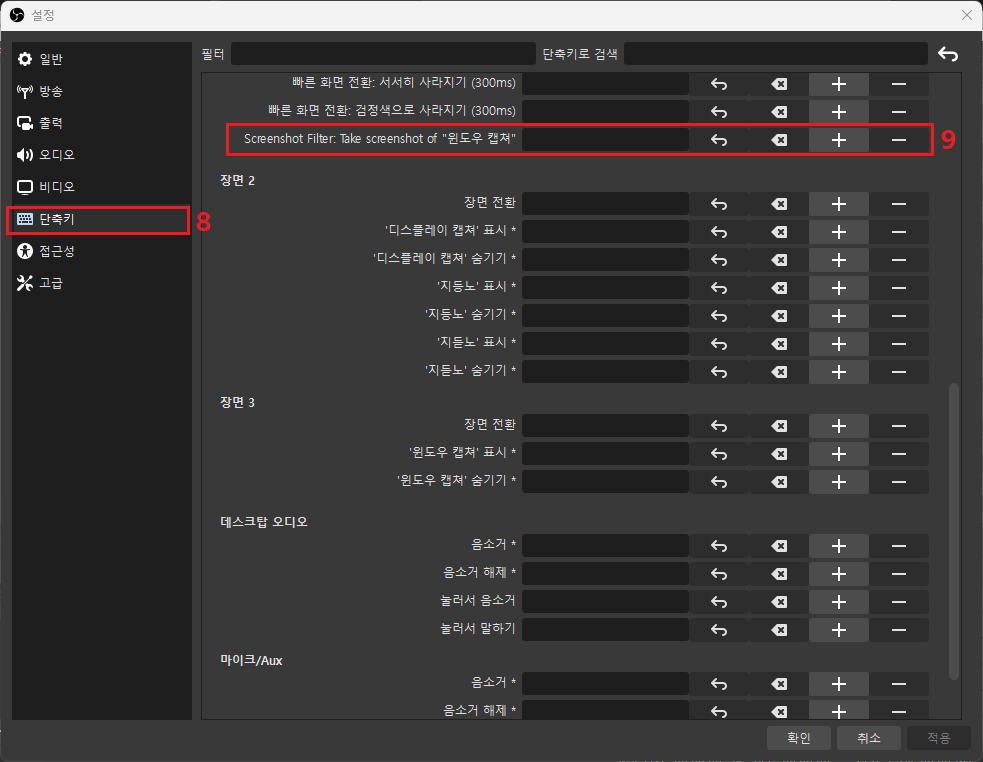 설정
일반
방송
출력
오디오
비디오
단축키 8
접근성
고급
필터 단축키로 검색
빠른 화면 전환: 서서히 사라지기 (300ms)
빠른 화면 전환: 검정색으로 사라지기 (300ms)
Screenshot Filter: Take screenshot of "윈도우 캡쳐" 9
장면 2
장면 전환
'디스플레이 캡쳐' 표시 *
'디스플레이 캡쳐' 숨기기 *
'지듣노' 표시 *
'지듣노' 숨기기 *
'지듣노' 표시 *
'지듣노' 숨기기 *
장면 3
장면 전환
'윈도우 캡쳐' 표시 *
'윈도우 캡쳐' 숨기기 *
데스크탑 오디오
음소거 *
음소거 해제 *
눌러서 음소거
눌러서 말하기
마이크/Aux
음소거 *
음소거 해제 *
확인 취소 적용